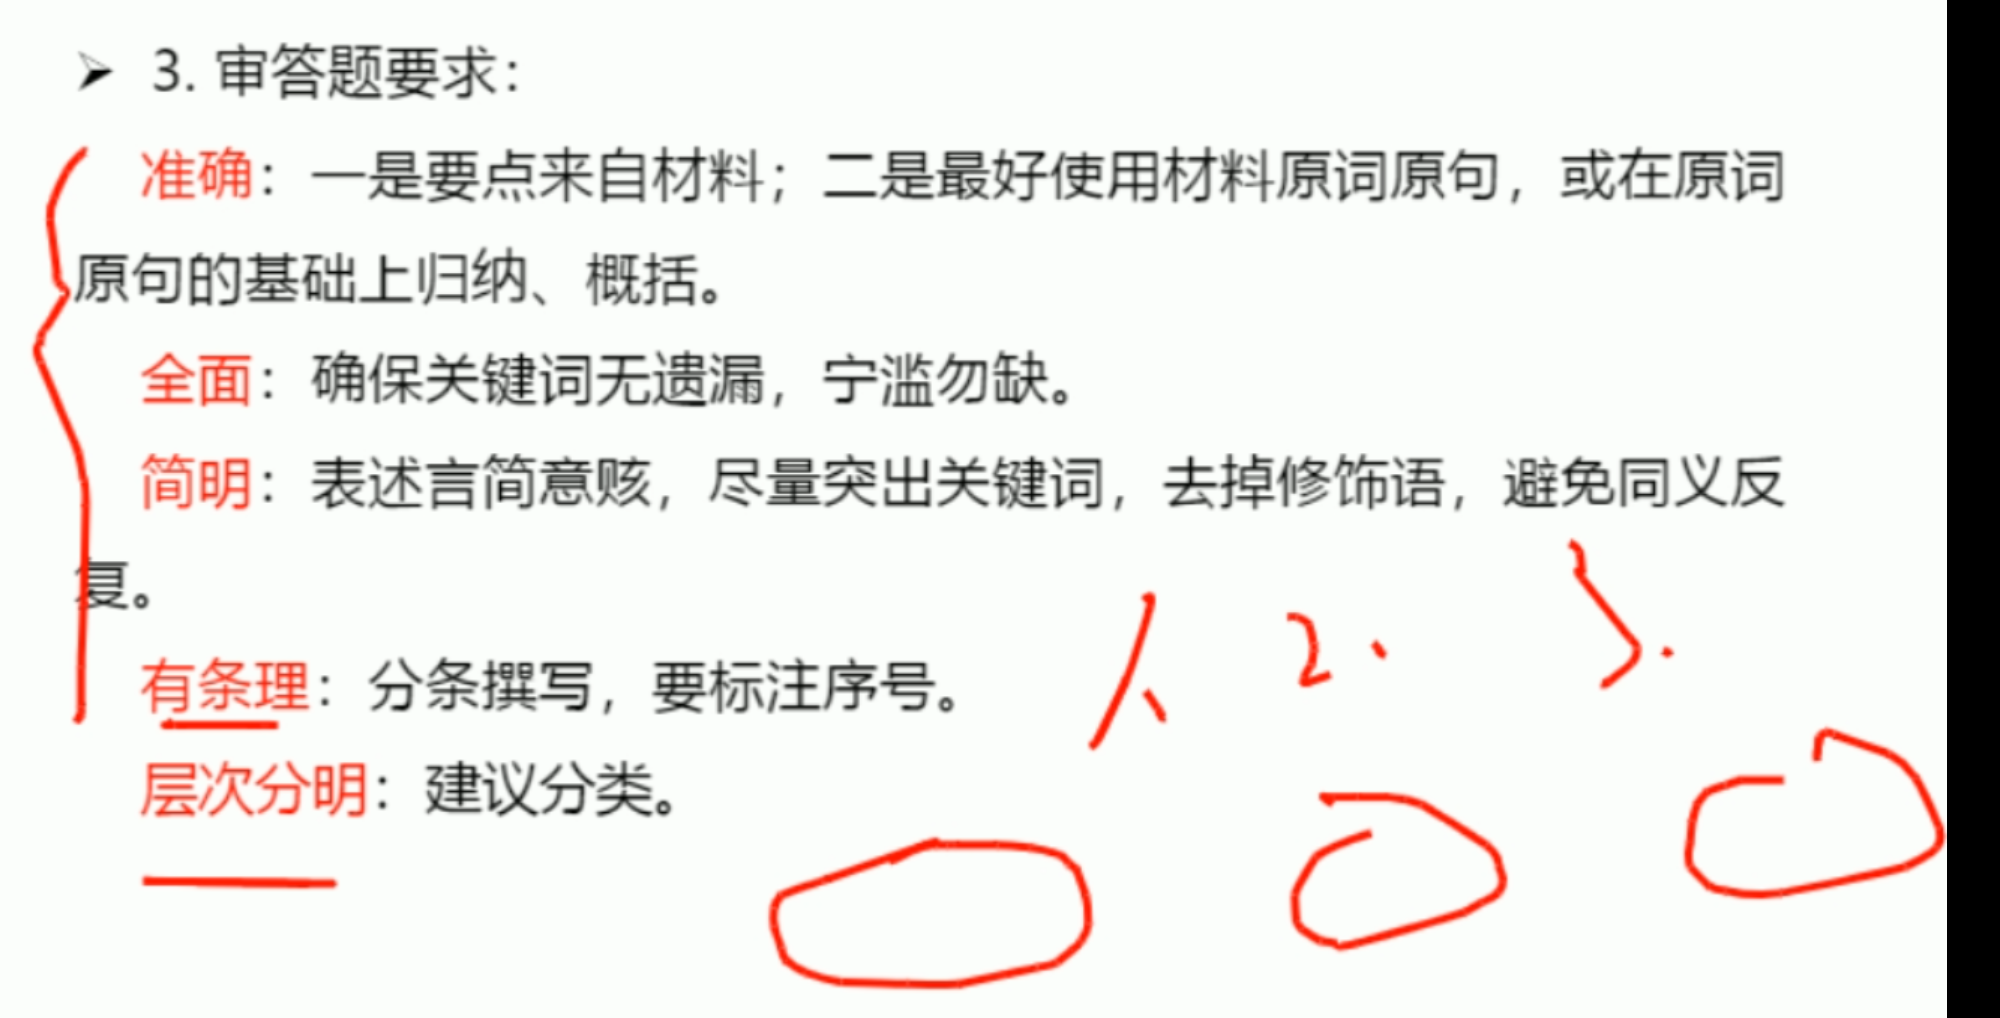 ➢ 3. 审答题要求：
准确：一是要点来自材料；二是最好使用材料原词原句，或在原词
原句的基础上归纳、概括。
全面：确保关键词无遗漏，宁滥勿缺。
简明：表述言简意赅，尽量突出关键词，去掉修饰语，避免同义反
复。
有条理：分条撰写，要标注序号。 1、 2、 3.
层次分明：建议分类。